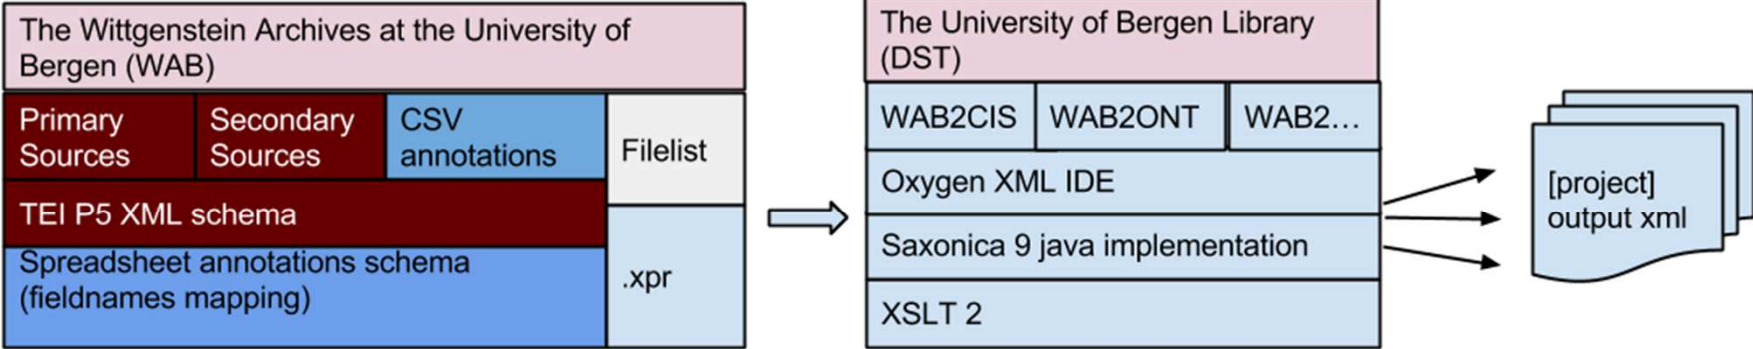 The Wittgenstein Archives at the University of
Bergen (WAB)
Primary
Sources
Secondary
Sources
CSV
annotations
Filelist
TEI P5 XML schema
Spreadsheet annotations schema
(fieldnames mapping)
.xpr
The University of Bergen Library
(DST)
WAB2CIS
WAB2ONT
WAB2...
Oxygen XML IDE
Saxonica 9 java implementation
XSLT 2
[project]
output xml